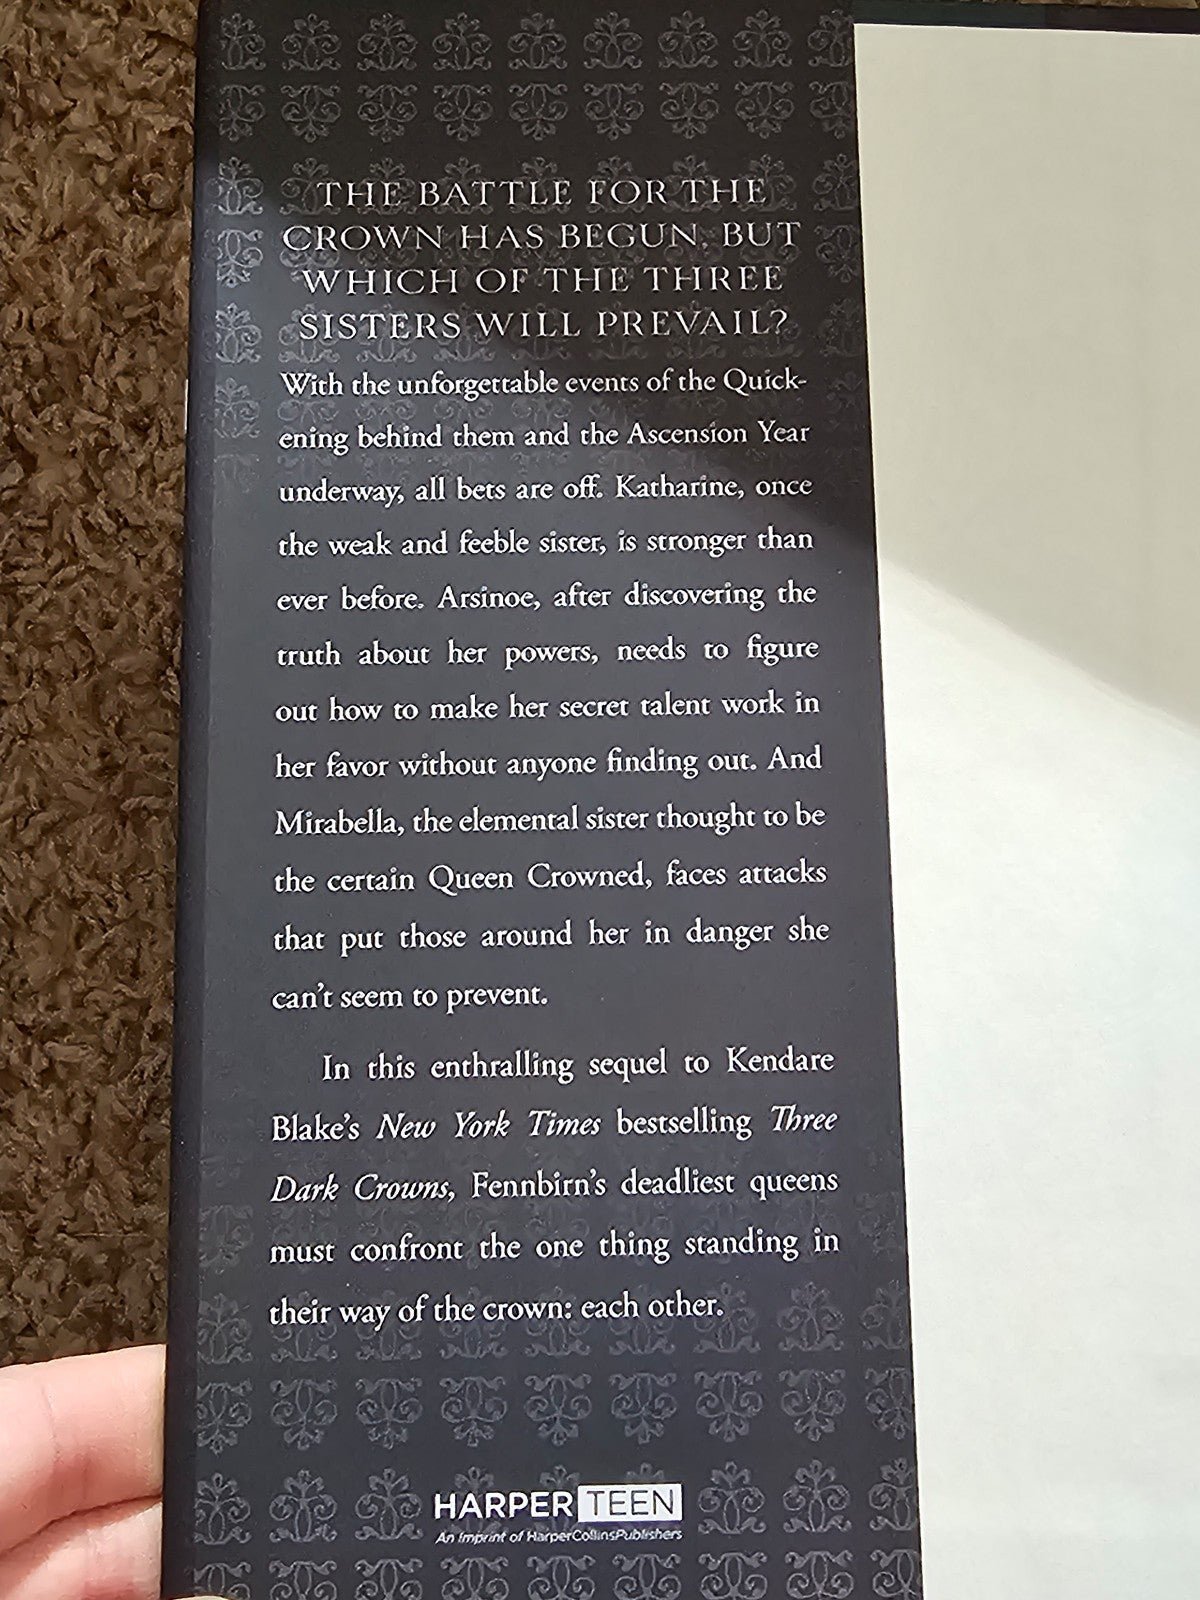 THE BATTLE FOR THE
CROWN HAS BEGUN, BUT
WHICH OF THE THREE
SISTERS WILL PREVAIL?
With the unforgettable events of the Quick-
ening behind them and the Ascension Year
underway, all bets are off. Katharine, once
the weak and feeble sister, is stronger than
ever before. Arsinoe, after discovering the
truth about her powers, needs to figure
out how to make her secret talent work in
her favor without anyone finding out. And
Mirabella, the elemental sister thought to be
the certain Queen Crowned, faces attacks
that put those around her in danger she
can't seem to prevent.
In this enthralling sequel to Kendare
Blake's New York Times bestselling Three
Dark Crowns, Fennbirn's deadliest queens
must confront the one thing standing in
their way of the crown: each other.
HARPER TEEN
An Imprint of HarperCollinsPublishers